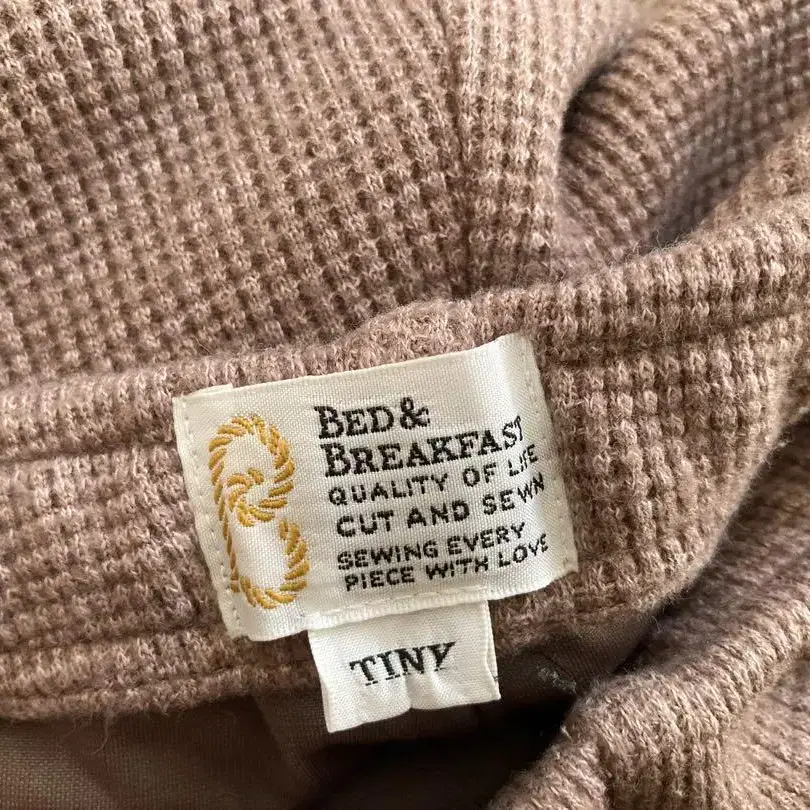 BED &
BREAKFAST
QUALITY OF LIFE
CUT AND SEWN
SEWING EVERY
PIECE WITH LOVE
TINY